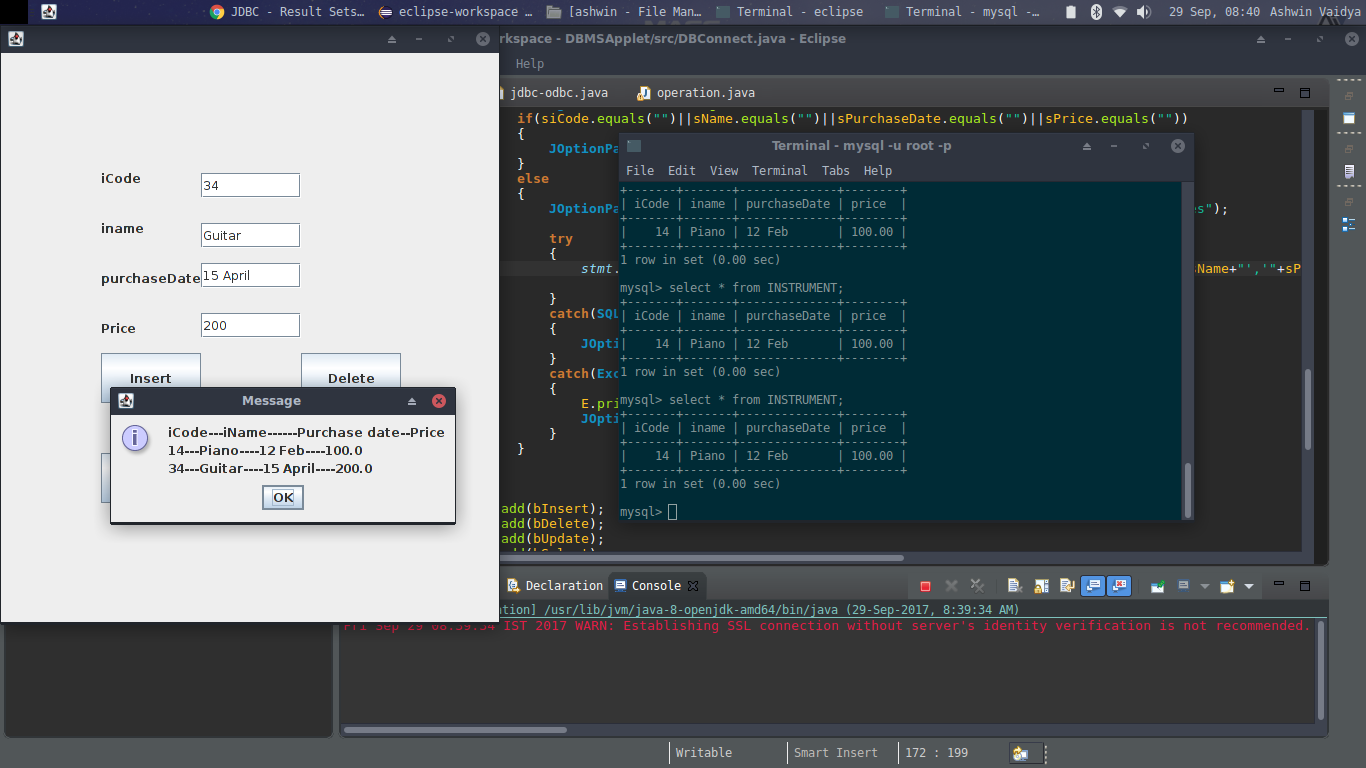 JDBC - Result Sets...
eclipse-workspace ...
[ashwin - File Man...
Terminal - eclipse
Terminal - mysql -...
29 Sep, 08:40 Ashwin Vaidya
rkspace - DBMSApplet/src/DBConnect.java - Eclipse
Help
jdbc-odbc.java
operation.java
if(siCode.equals("")||sName.equals("")||sPurchaseDate.equals("")||sPrice.equals(""))
{
JOptionPa
}
else
{
JOptionPa
s");
try
{
stmt.
Name+"','"+sP
}
catch(SQL
{
JOpti
}
catch(Exc
{
E.pri
JOpti
}
}
add(bInsert);
add(bDelete);
add(bUpdate);
Terminal - mysql -u root -p
File Edit View Terminal Tabs Help
+-------+-------+--------------+--------+
| iCode | iname | purchaseDate | price  |
+-------+-------+--------------+--------+
|    14 | Piano | 12 Feb       | 100.00 |
+-------+-------+--------------+--------+
1 row in set (0.00 sec)
mysql> select * from INSTRUMENT;
+-------+-------+--------------+--------+
| iCode | iname | purchaseDate | price  |
+-------+-------+--------------+--------+
|    14 | Piano | 12 Feb       | 100.00 |
+-------+-------+--------------+--------+
1 row in set (0.00 sec)
mysql> select * from INSTRUMENT;
+-------+-------+--------------+--------+
| iCode | iname | purchaseDate | price  |
+-------+-------+--------------+--------+
|    14 | Piano | 12 Feb       | 100.00 |
+-------+-------+--------------+--------+
1 row in set (0.00 sec)
mysql>
iCode
34
iname
Guitar
purchaseDate
15 April
Price
200
Insert
Delete
Message
iCode---iName------Purchase date--Price
14---Piano----12 Feb----100.0
34---Guitar----15 April----200.0
OK
Declaration
Console
ation] /usr/lib/jvm/java-8-openjdk-amd64/bin/java (29-Sep-2017, 8:39:34 AM)
Fri Sep 29 08:39:34 IST 2017 WARN: Establishing SSL connection without server's identity verification is not recommended.
Writable
Smart Insert
172 : 199